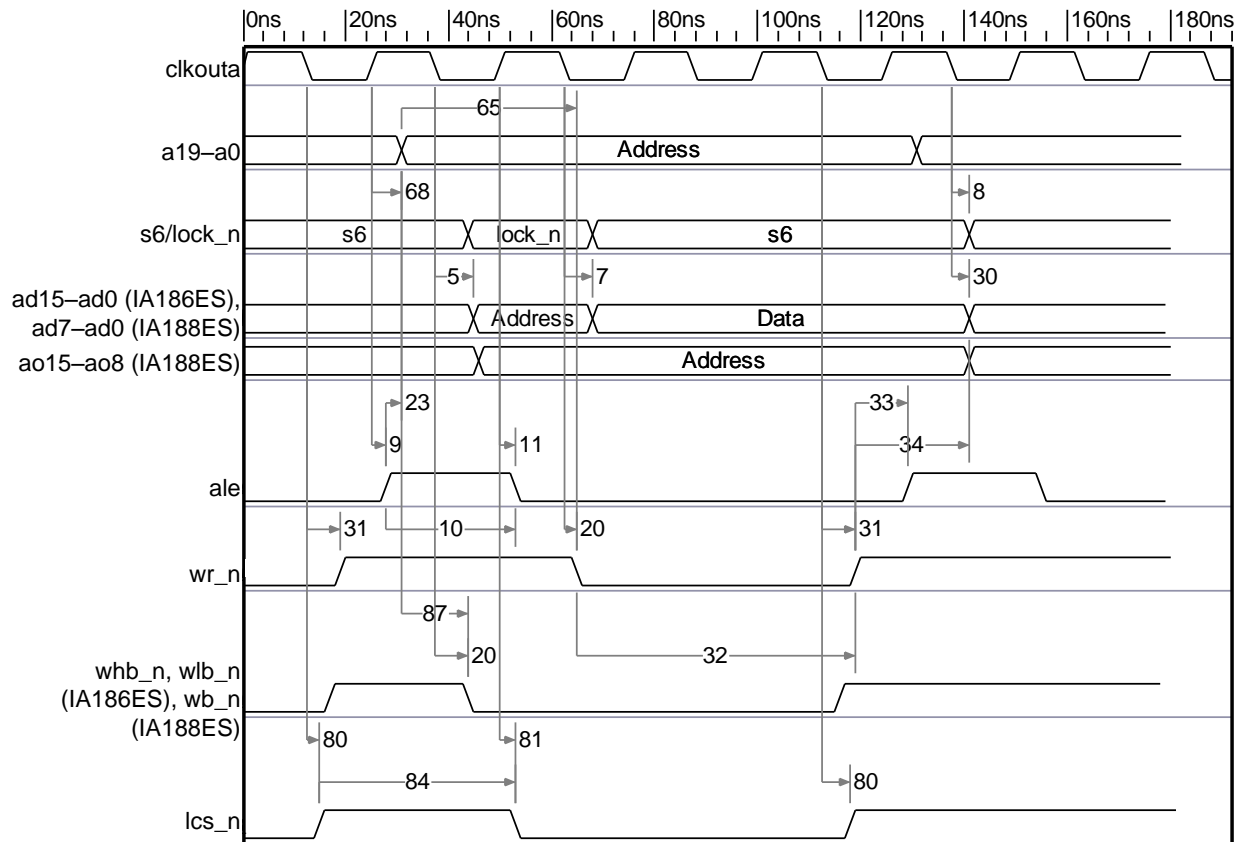 0ns 20ns 40ns 60ns 80ns 100ns 120ns 140ns 160ns 180ns
clkouta
65
a19–a0 Address
68 8
s6/lock_n s6 lock_n s6
5 7 30
ad15–ad0 (IA186ES),
ad7–ad0 (IA188ES) Address Data
ao15–ao8 (IA188ES) Address
23 33
9 11 34
ale
31 10 20 31
wr_n
87
20 32
whb_n, wlb_n
(IA186ES), wb_n
(IA188ES)
80 81
84 80
lcs_n